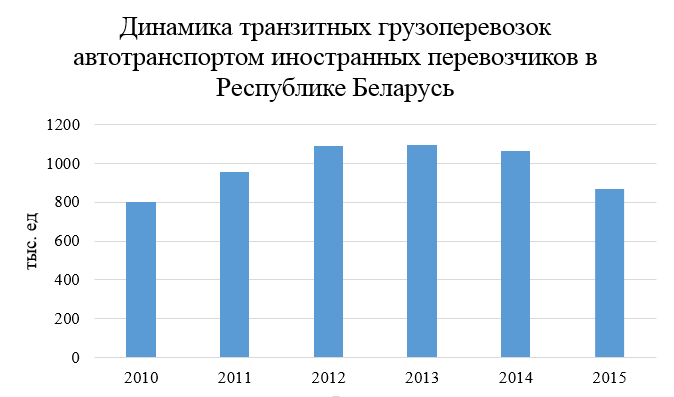 Динамика транзитных грузоперевозок
автотранспортом иностранных перевозчиков в
Республике Беларусь
тыс. ед
1200
1000
800
600
400
200
0
2010 2011 2012 2013 2014 2015